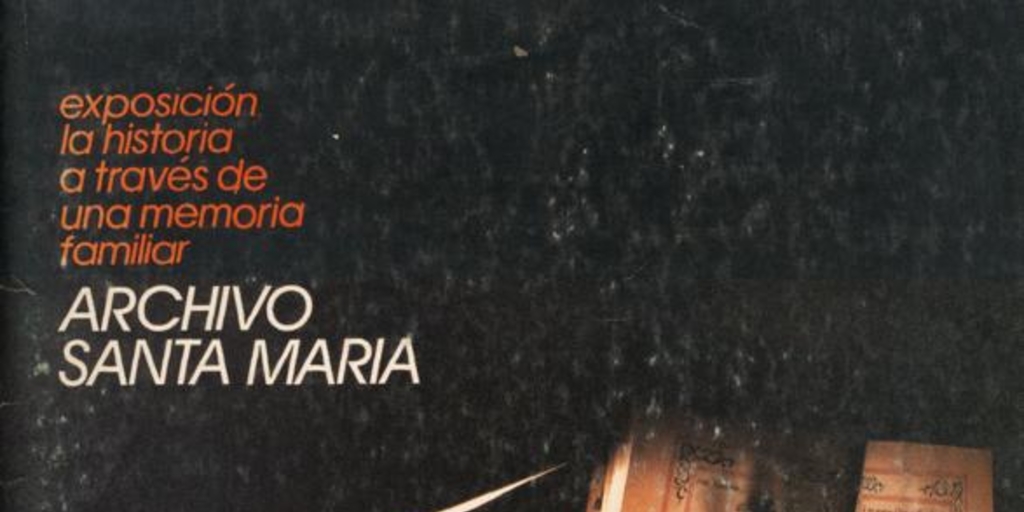 exposición
la historia
a través de
una memoria
familiar
ARCHIVO
SANTA MARIA